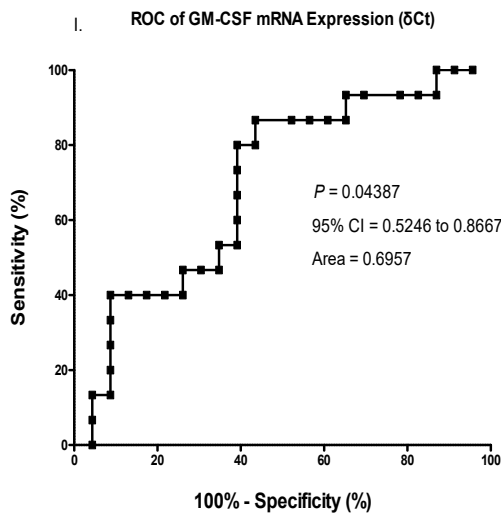 I.
ROC of GM-CSF mRNA Expression (δCt)
100
80
60
40
20
0
Sensitivity (%)
P = 0.04387
95% CI = 0.5246 to 0.8667
Area = 0.6957
0 20 40 60 80 100
100% - Specificity (%)